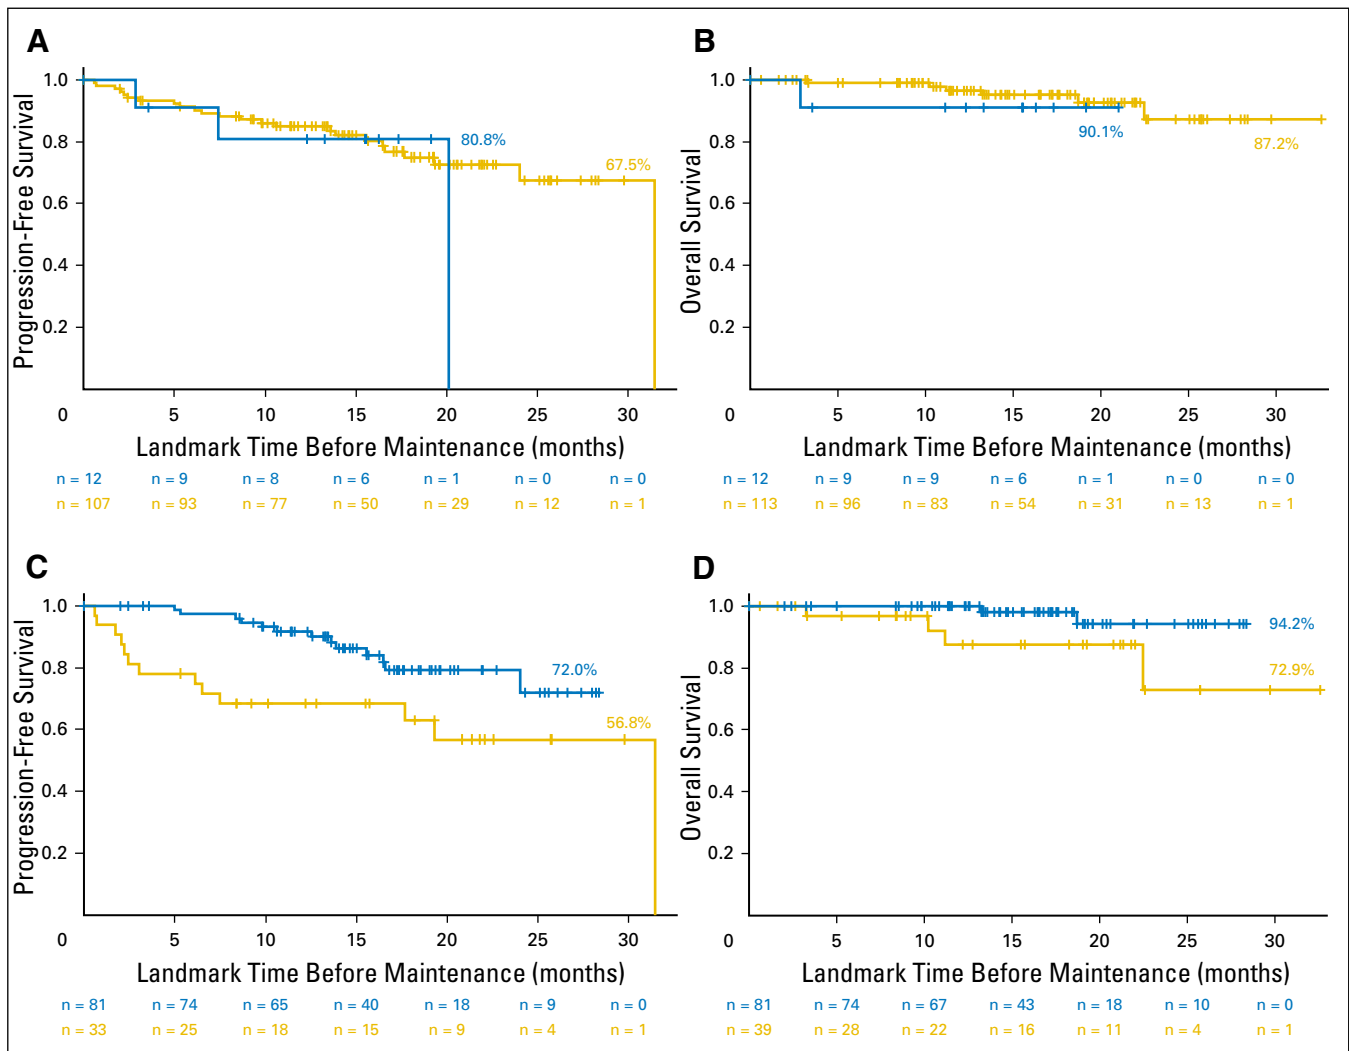 A
Progression-Free Survival
1.0
0.8
0.6
0.4
0.2
80.8%
67.5%
0 5 10 15 20 25 30
Landmark Time Before Maintenance (months)
n = 12 n = 9 n = 8 n = 6 n = 1 n = 0 n = 0
n = 107 n = 93 n = 77 n = 50 n = 29 n = 12 n = 1
B
Overall Survival
1.0
0.8
0.6
0.4
0.2
90.1%
87.2%
0 5 10 15 20 25 30
Landmark Time Before Maintenance (months)
n = 12 n = 9 n = 9 n = 6 n = 1 n = 0 n = 0
n = 113 n = 96 n = 83 n = 54 n = 31 n = 13 n = 1
C
Progression-Free Survival
1.0
0.8
0.6
0.4
0.2
72.0%
56.8%
0 5 10 15 20 25 30
Landmark Time Before Maintenance (months)
n = 81 n = 74 n = 65 n = 40 n = 18 n = 9 n = 0
n = 33 n = 25 n = 18 n = 15 n = 9 n = 4 n = 1
D
Overall Survival
1.0
0.8
0.6
0.4
0.2
94.2%
72.9%
0 5 10 15 20 25 30
Landmark Time Before Maintenance (months)
n = 81 n = 74 n = 67 n = 43 n = 18 n = 10 n = 0
n = 39 n = 28 n = 22 n = 16 n = 11 n = 4 n = 1